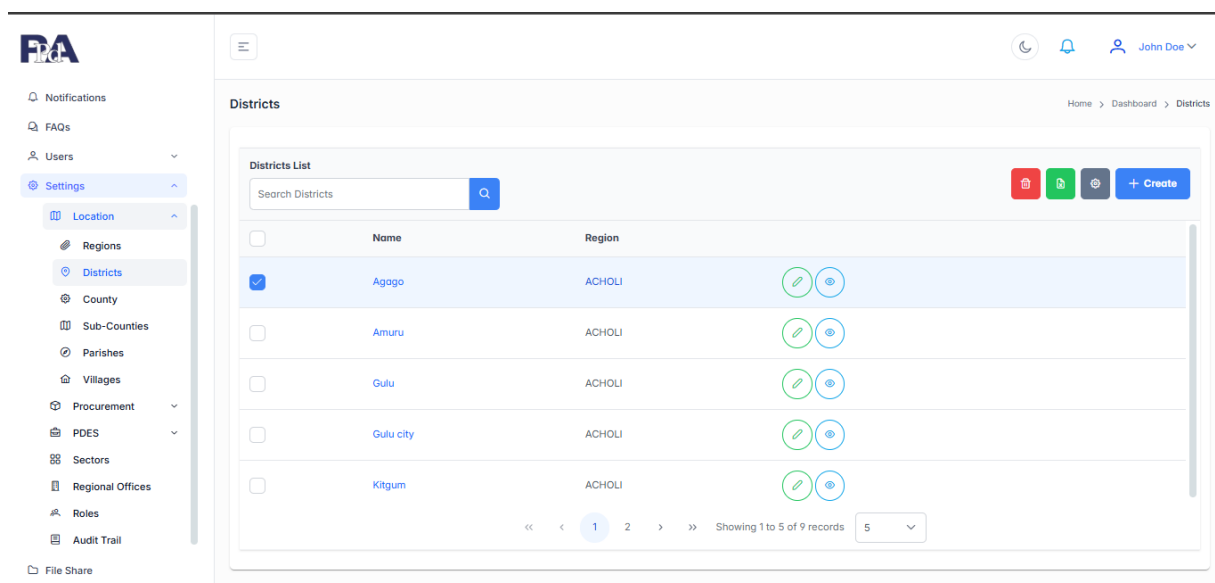 PPdA
John Doe
Notifications
FAQs
Users
Settings
Location
Regions
Districts
County
Sub-Counties
Parishes
Villages
Procurement
PDES
Sectors
Regional Offices
Roles
Audit Trail
File Share
Districts
Home > Dashboard > Districts
Districts List
Search Districts
+ Create
Name Region
Agago ACHOLI
Amuru ACHOLI
Gulu ACHOLI
Gulu city ACHOLI
Kitgum ACHOLI
<< < 1 2 > >> Showing 1 to 5 of 9 records 5